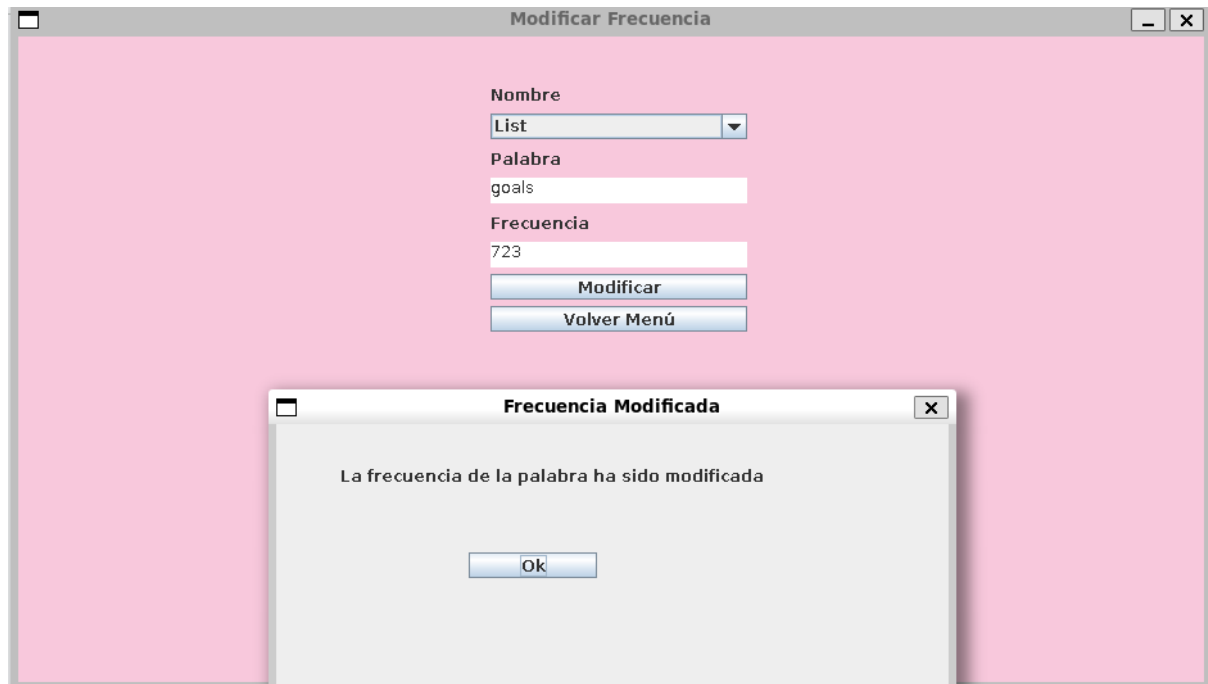 Modificar Frecuencia
Nombre
List
Palabra
goals
Frecuencia
723
Modificar
Volver Menú
Frecuencia Modificada
La frecuencia de la palabra ha sido modificada
Ok